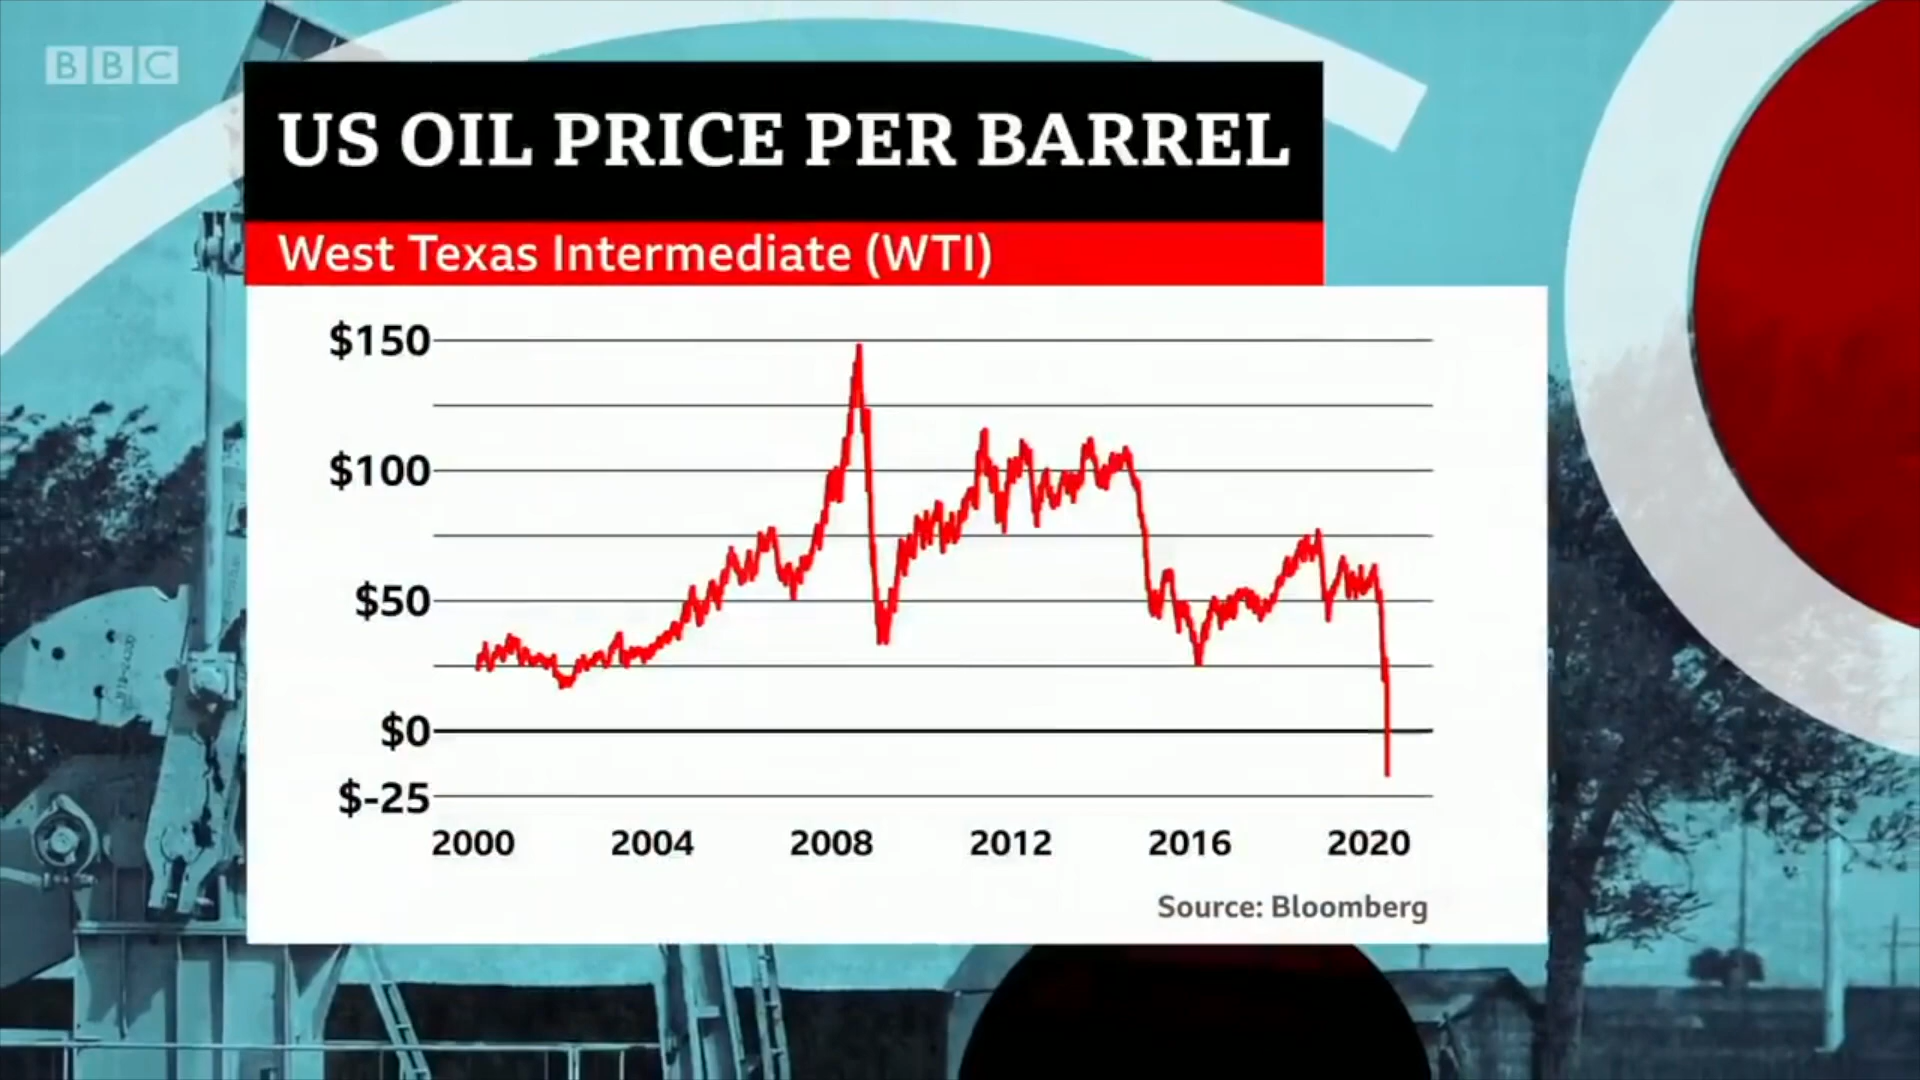 BBC
US OIL PRICE PER BARREL
West Texas Intermediate (WTI)
$150
$100
$50
$0
$-25
2000 2004 2008 2012 2016 2020
Source: Bloomberg